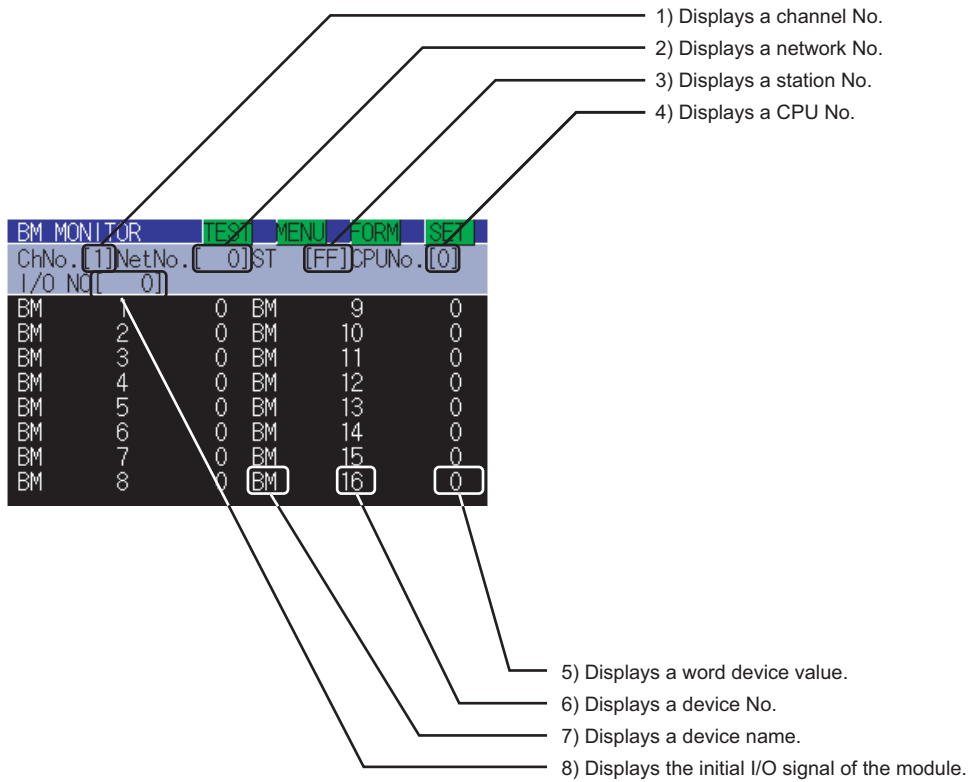 1) Displays a channel No.
2) Displays a network No.
3) Displays a station No.
4) Displays a CPU No.
BM MONITOR TEST MENU FORM SET
ChNo.[1]NetNo.[ 0]ST [FF]CPUNo.[0]
I/O NO[ 0]
BM 1 0 BM 9 0
BM 2 0 BM 10 0
BM 3 0 BM 11 0
BM 4 0 BM 12 0
BM 5 0 BM 13 0
BM 6 0 BM 14 0
BM 7 0 BM 15 0
BM 8 0 BM 16 0
5) Displays a word device value.
6) Displays a device No.
7) Displays a device name.
8) Displays the initial I/O signal of the module.